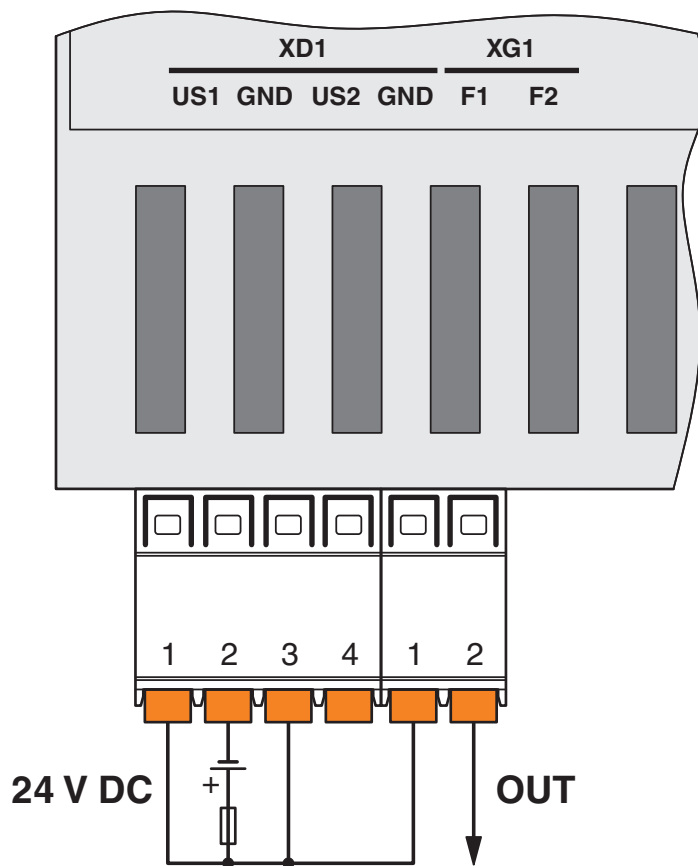 XD1 XG1
US1 GND US2 GND F1 F2
1 2 3 4 1 2
24 V DC + OUT